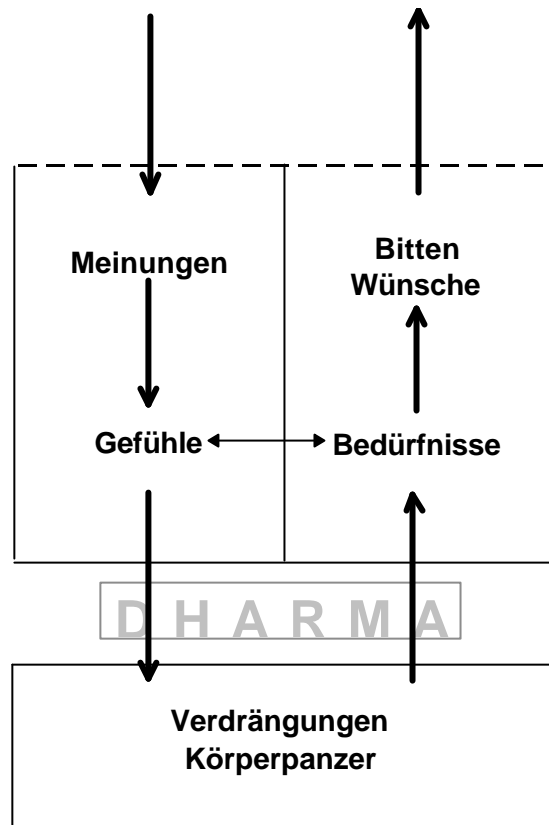 Meinungen
Bitten
Wünsche
Gefühle
Bedürfnisse
D H A R M A
Verdrängungen
Körperpanzer